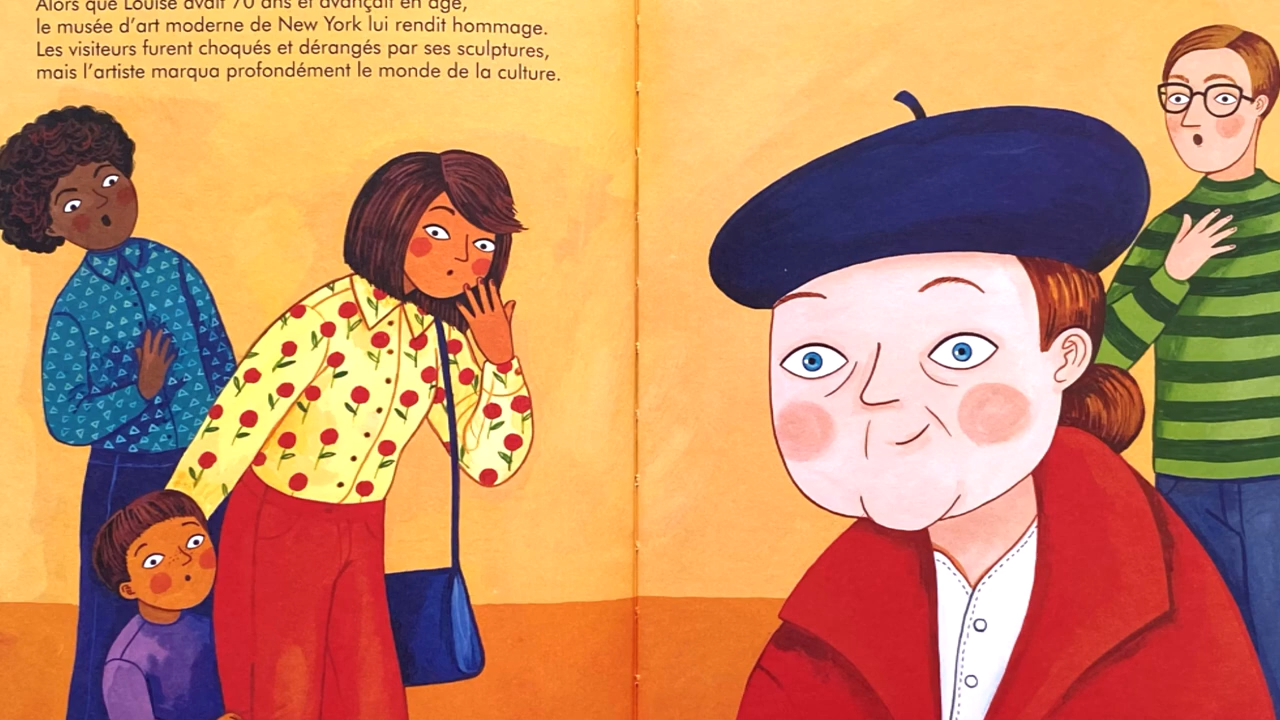 Alors que Louise avait 70 ans et avançait en âge,
le musée d'art moderne de New York lui rendit hommage.
Les visiteurs furent choqués et dérangés par ses sculptures,
mais l'artiste marqua profondément le monde de la culture.